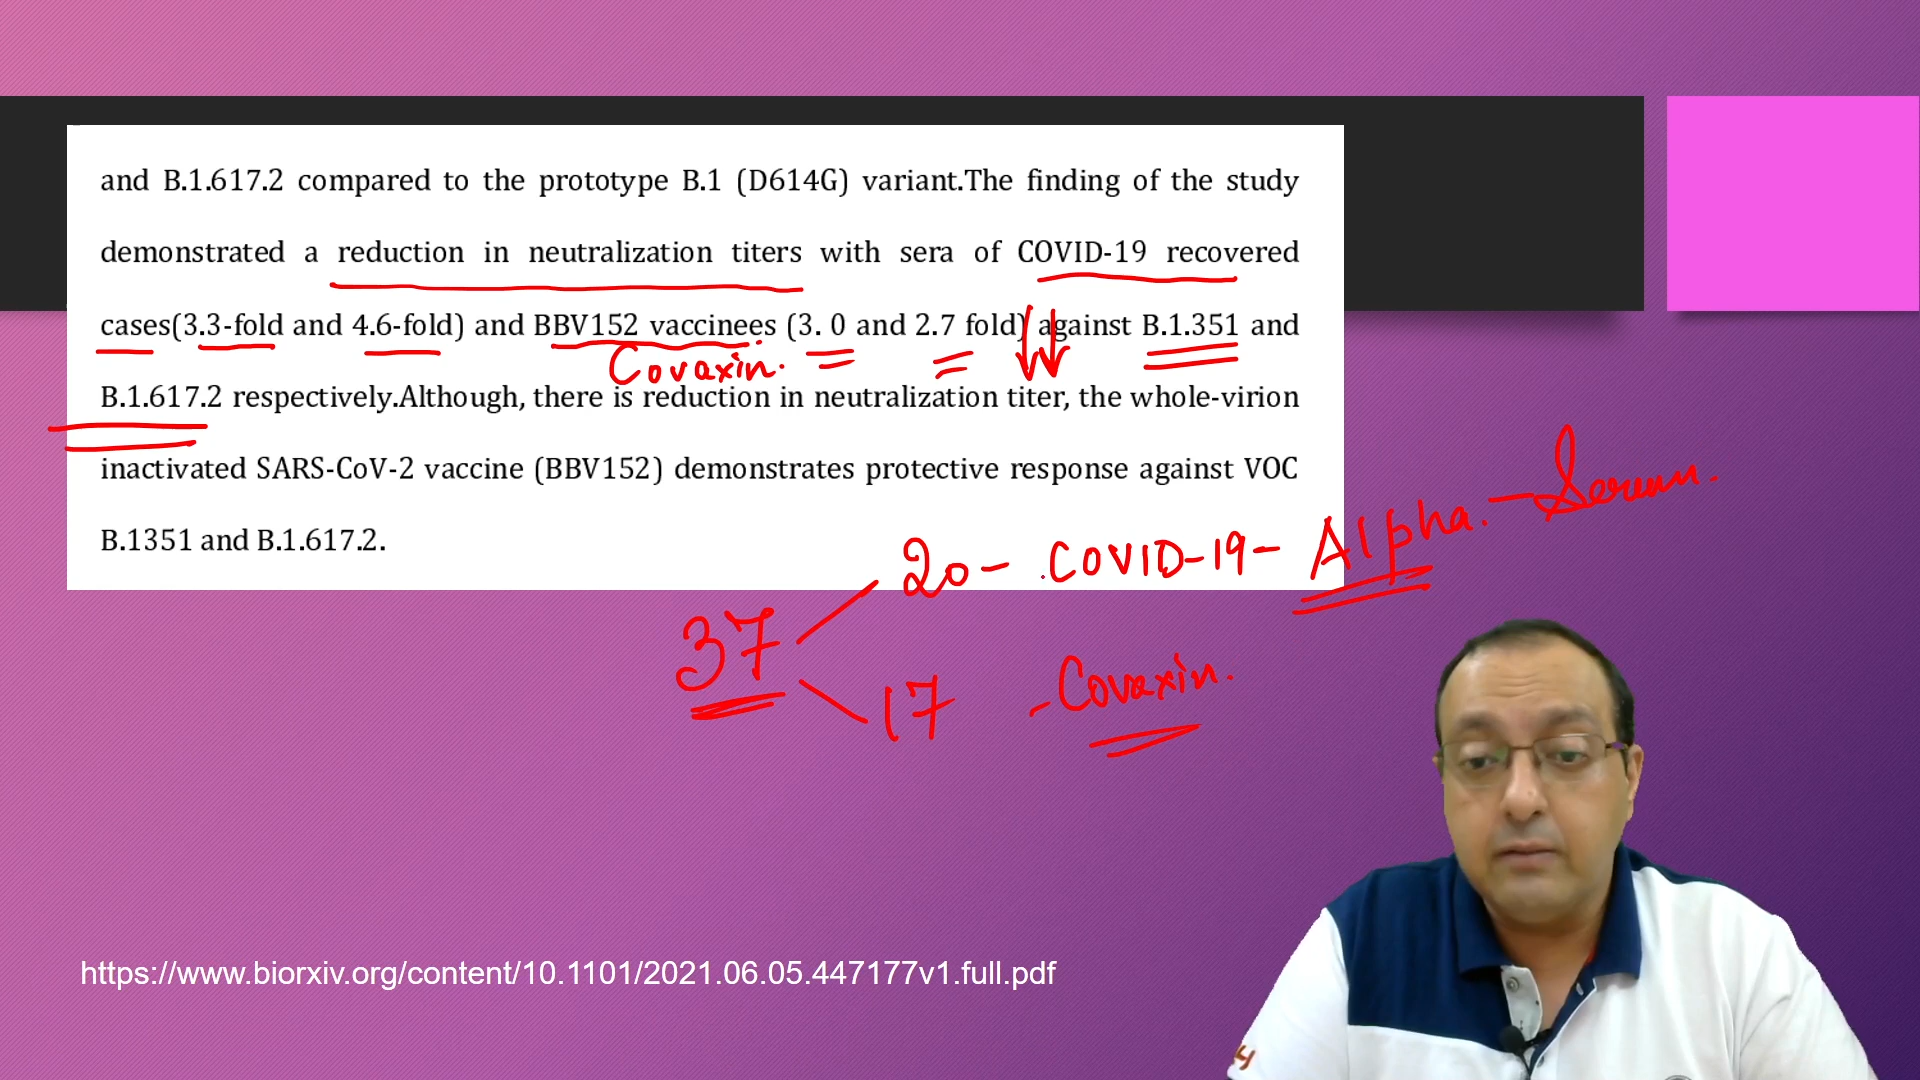 and B.1.617.2 compared to the prototype B.1 (D614G) variant.The finding of the study
demonstrated a reduction in neutralization titers with sera of COVID-19 recovered
cases(3.3-fold and 4.6-fold) and BBV152 vaccinees (3. 0 and 2.7 fold) against B.1.351 and
Covaxin.
B.1.617.2 respectively.Although, there is reduction in neutralization titer, the whole-virion
inactivated SARS-CoV-2 vaccine (BBV152) demonstrates protective response against VOC
B.1351 and B.1.617.2.
20 - COVID-19 - Alpha. - Serum.
37
17 - Covaxin.
https://www.biorxiv.org/content/10.1101/2021.06.05.447177v1.full.pdf